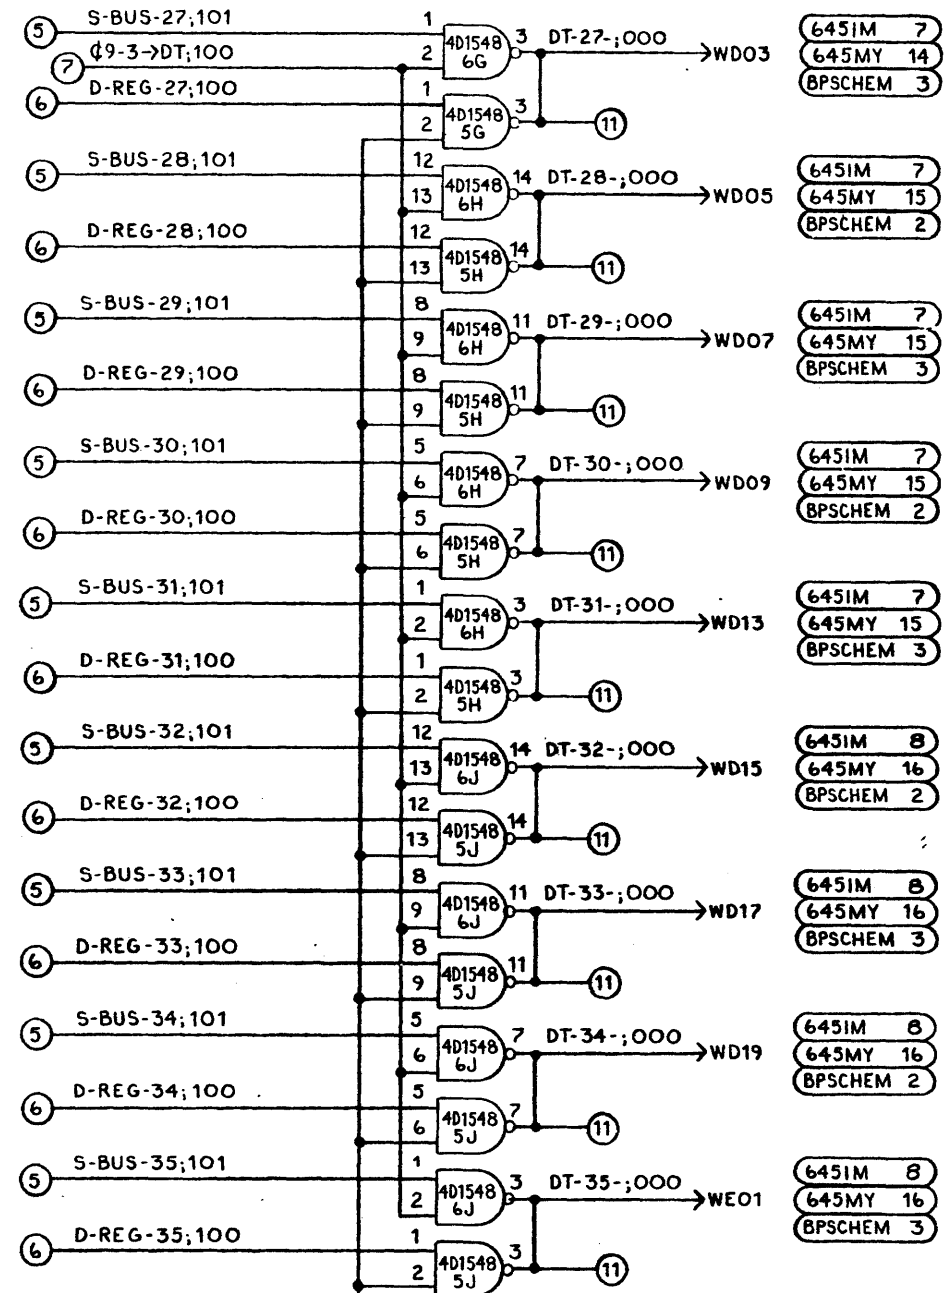 S-BUS-27;101 1 645IM 7
5 4D1548 3 DT-27-;000
¢9-3→DT;100 2 6G WD03 645MY 14
7 BPSCHEM 3
D-REG-27;100 1
6 4D1548 3
2 5G 11
S-BUS-28;101 12 645IM 7
5 4D1548 14 DT-28-;000
13 6H WD05 645MY 15
BPSCHEM 2
D-REG-28;100 12
6 4D1548 14
13 5H 11
S-BUS-29;101 8 645IM 7
5 4D1548 11 DT-29-;000
9 6H WD07 645MY 15
BPSCHEM 3
D-REG-29;100 8
6 4D1548 11
9 5H 11
S-BUS-30;101 5 645IM 7
5 4D1548 7 DT-30-;000
6 6H WD09 645MY 15
BPSCHEM 2
D-REG-30;100 5
6 4D1548 7
6 5H 11
S-BUS-31;101 1 645IM 7
5 4D1548 3 DT-31-;000
2 6H WD13 645MY 15
BPSCHEM 3
D-REG-31;100 1
6 4D1548 3
2 5H 11
S-BUS-32;101 12 645IM 8
5 4D1548 14 DT-32-;000
13 6J WD15 645MY 16
BPSCHEM 2
D-REG-32;100 12
6 4D1548 14
13 5J 11
S-BUS-33;101 8 645IM 8
5 4D1548 11 DT-33-;000
9 6J WD17 645MY 16
BPSCHEM 3
D-REG-33;100 8
6 4D1548 11
9 5J 11
S-BUS-34;101 5 645IM 8
5 4D1548 7 DT-34-;000
6 6J WD19 645MY 16
BPSCHEM 2
D-REG-34;100 5
6 4D1548 7
6 5J 11
S-BUS-35;101 1 645IM 8
5 4D1548 3 DT-35-;000
2 6J WE01 645MY 16
BPSCHEM 3
D-REG-35;100 1
6 4D1548 3
2 5J 11